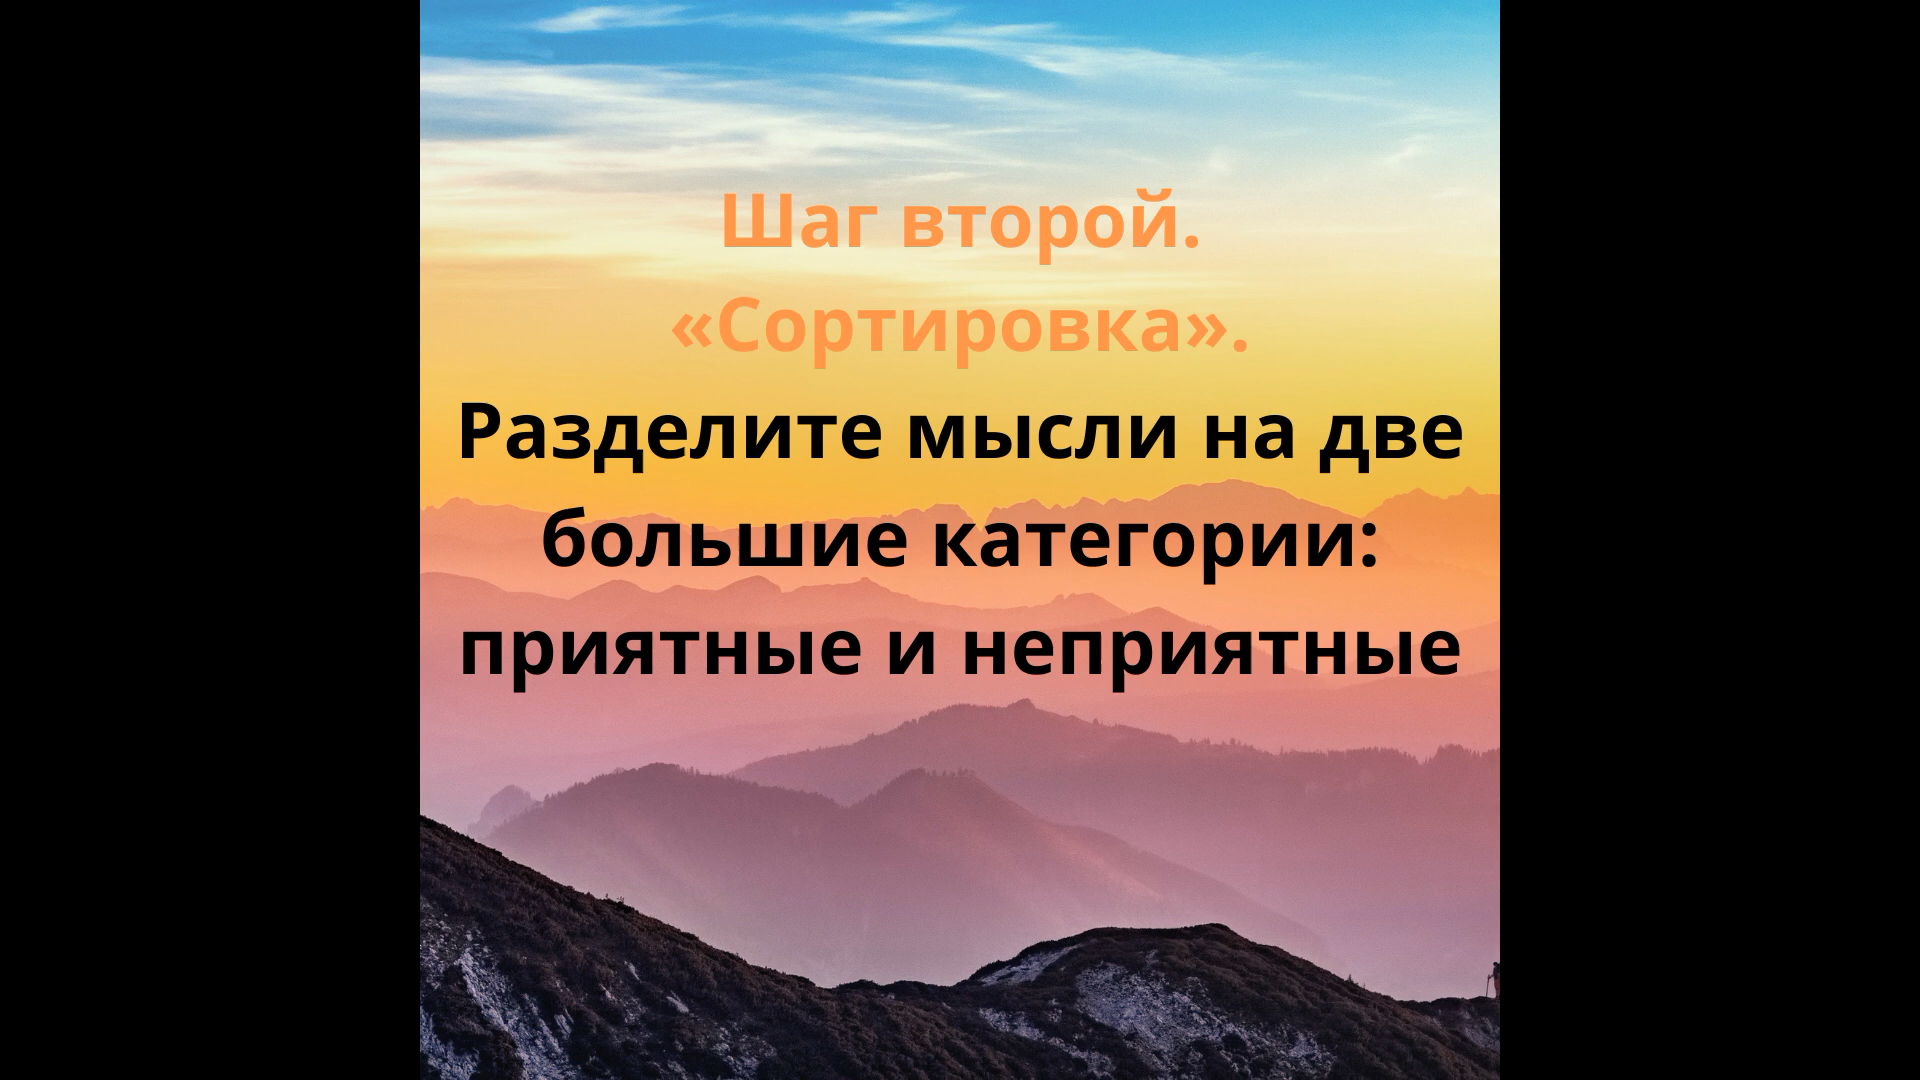 Шаг второй.
«Сортировка».
Разделите мысли на две
большие категории:
приятные и неприятные